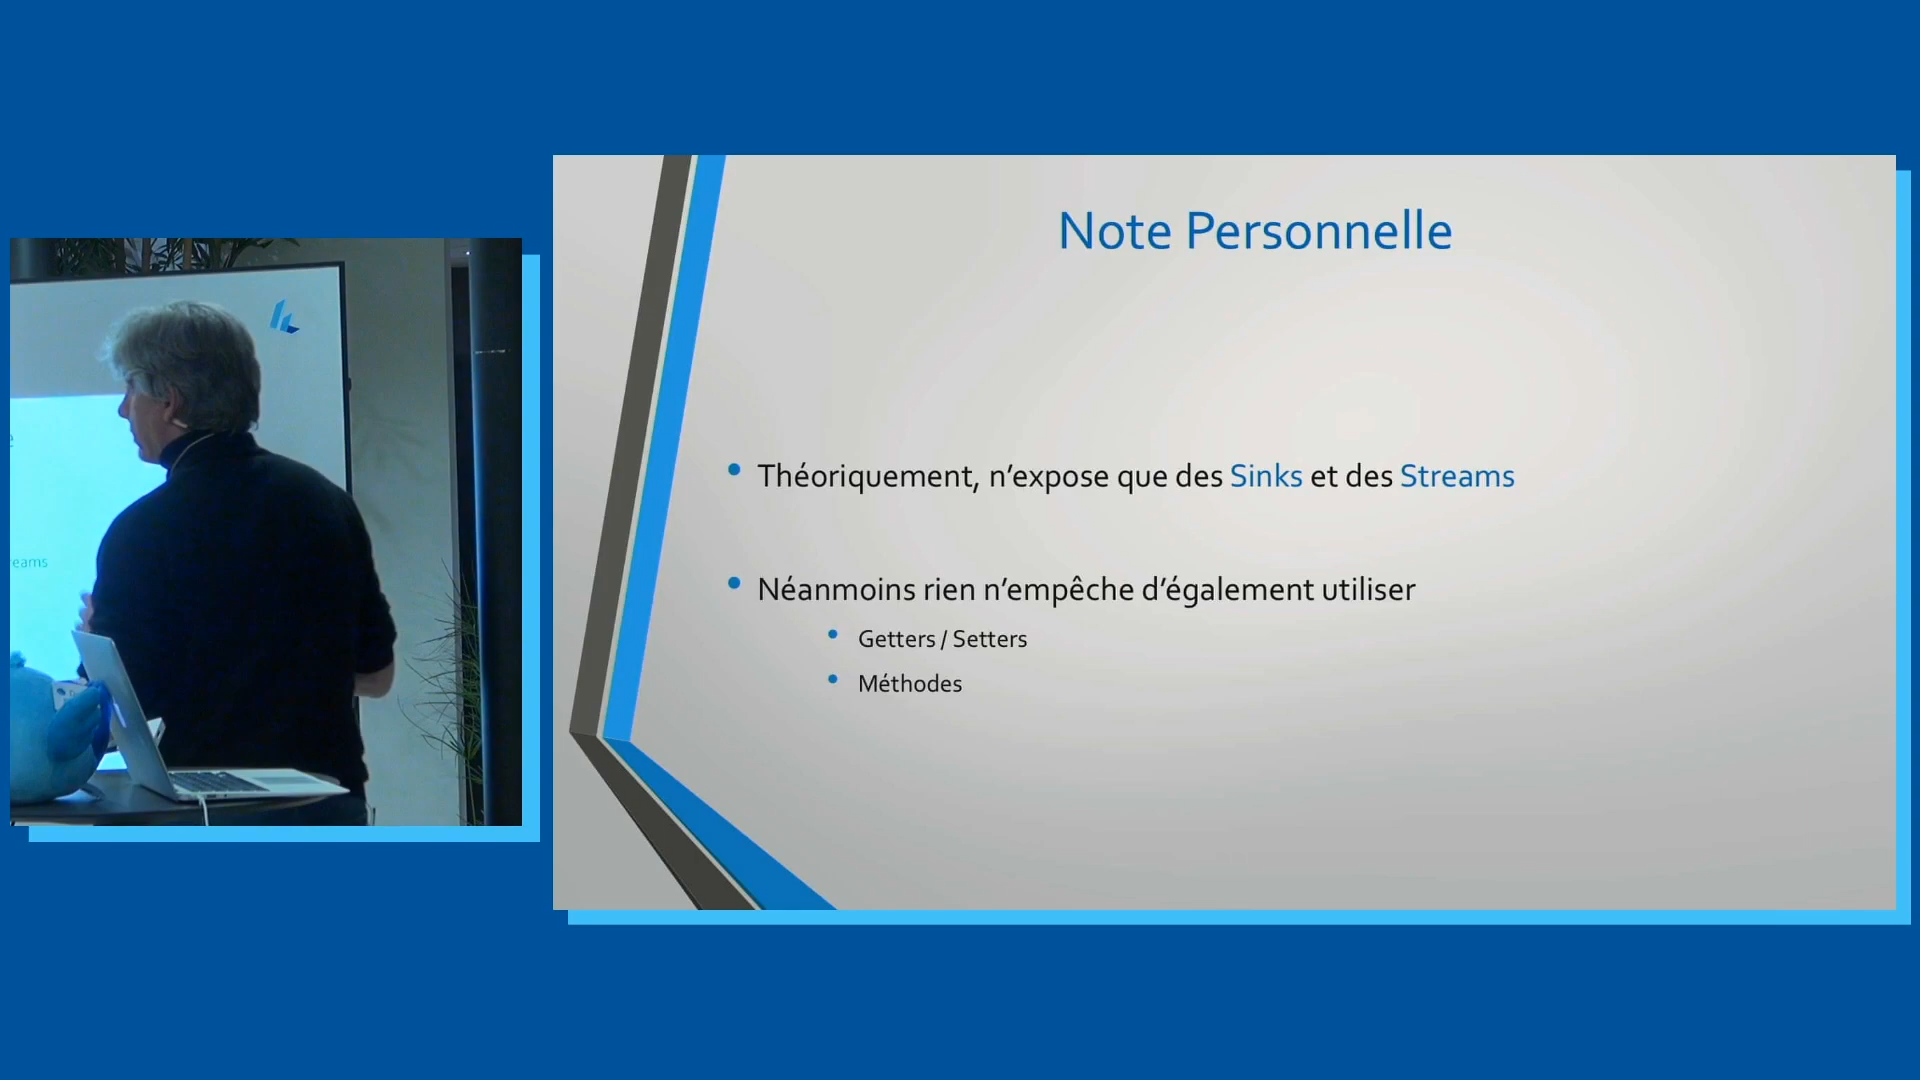 Note Personnelle
Théoriquement, n’expose que des Sinks et des Streams
Néanmoins rien n’empêche d’également utiliser
Getters / Setters
Méthodes
eams